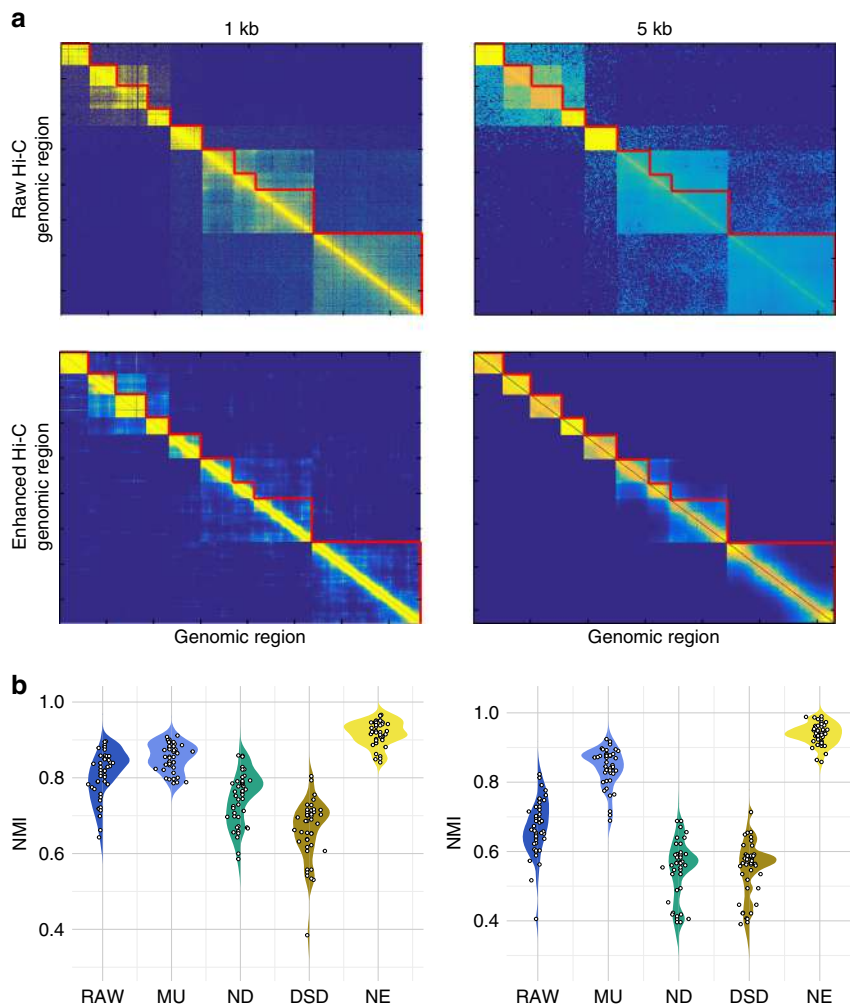 a
1 kb
5 kb
Raw Hi-C
genomic region
Enhanced Hi-C
genomic region
Genomic region
Genomic region
b
NMI
1.0
0.8
0.6
0.4
RAW
MU
ND
DSD
NE
NMI
1.0
0.8
0.6
0.4
RAW
MU
ND
DSD
NE